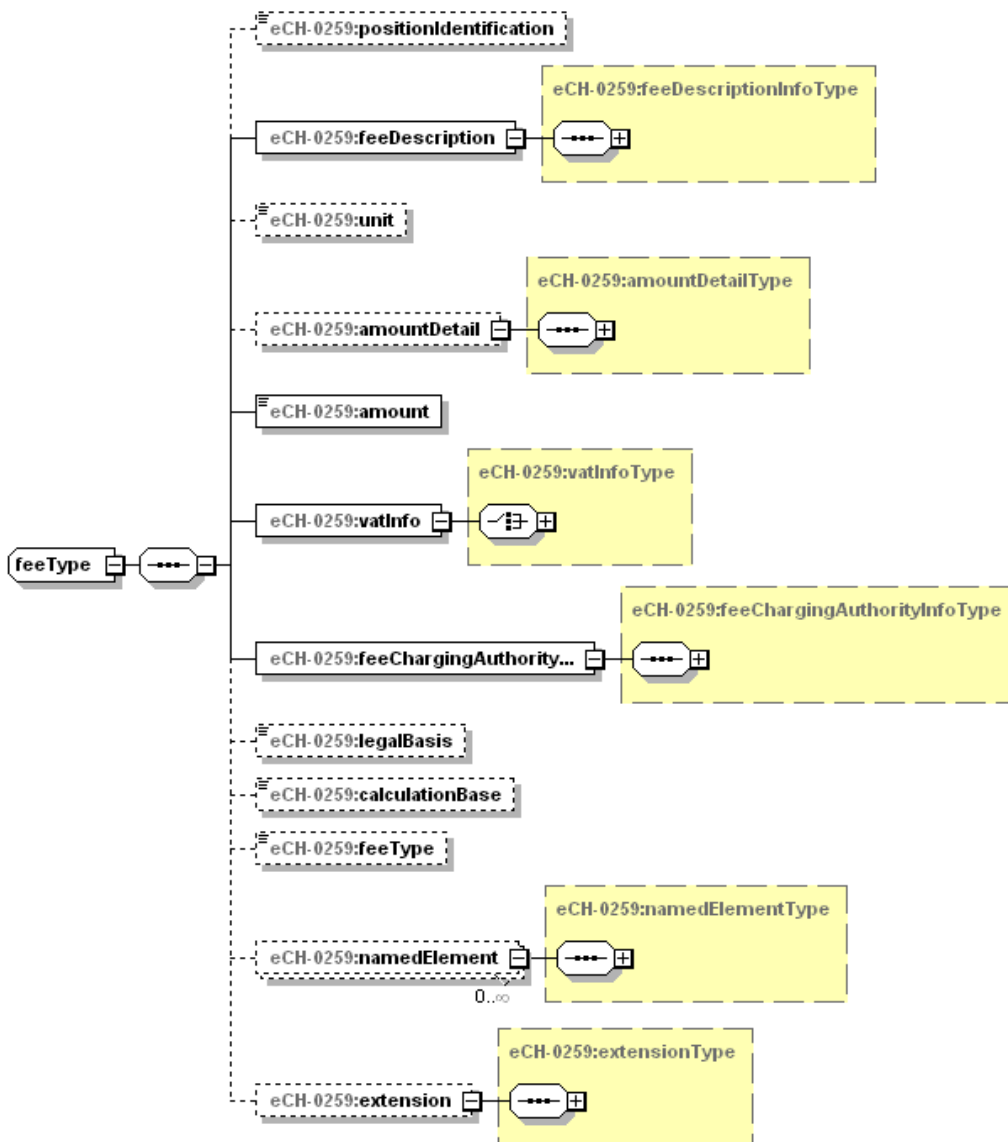 eCH-0259:positionIdentification
eCH-0259:feeDescriptionInfoType
eCH-0259:feeDescription
eCH-0259:unit
eCH-0259:amountDetailType
eCH-0259:amountDetail
eCH-0259:amount
eCH-0259:vatInfoType
eCH-0259:vatInfo
feeType
eCH-0259:feeChargingAuthorityInfoType
eCH-0259:feeChargingAuthority...
eCH-0259:legalBasis
eCH-0259:calculationBase
eCH-0259:feeType
eCH-0259:namedElementType
eCH-0259:namedElement
0..∞
eCH-0259:extensionType
eCH-0259:extension